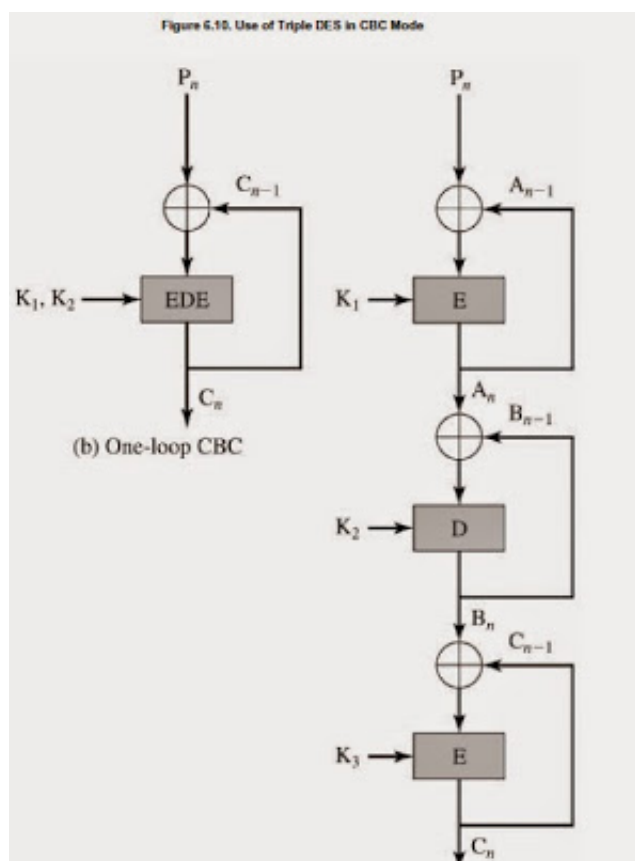 Figure 6.10. Use of Triple DES in CBC Mode
Pₙ
Cₙ₋₁
K₁, K₂
EDE
Cₙ
(b) One-loop CBC
Pₙ
Aₙ₋₁
K₁
E
Aₙ
Bₙ₋₁
K₂
D
Bₙ
Cₙ₋₁
K₃
E
Cₙ